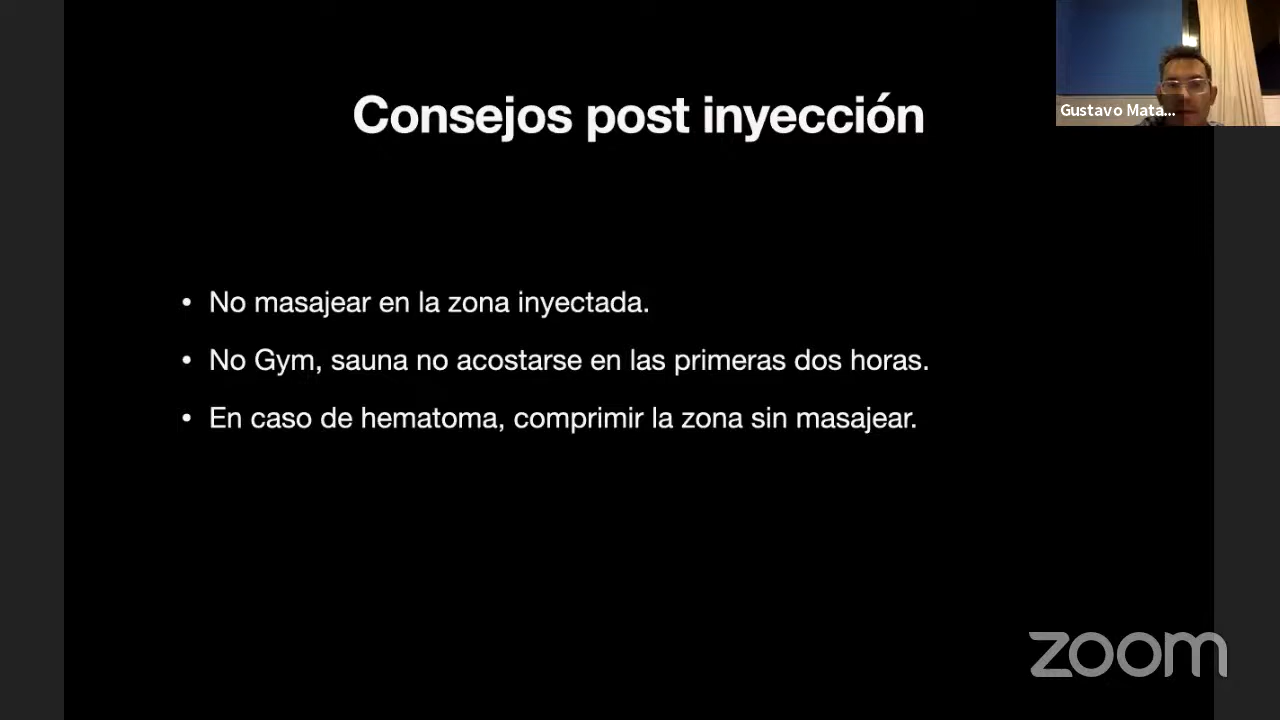 Consejos post inyección
Gustavo Mata...
• No masajear en la zona inyectada.
• No Gym, sauna no acostarse en las primeras dos horas.
• En caso de hematoma, comprimir la zona sin masajear.
zoom